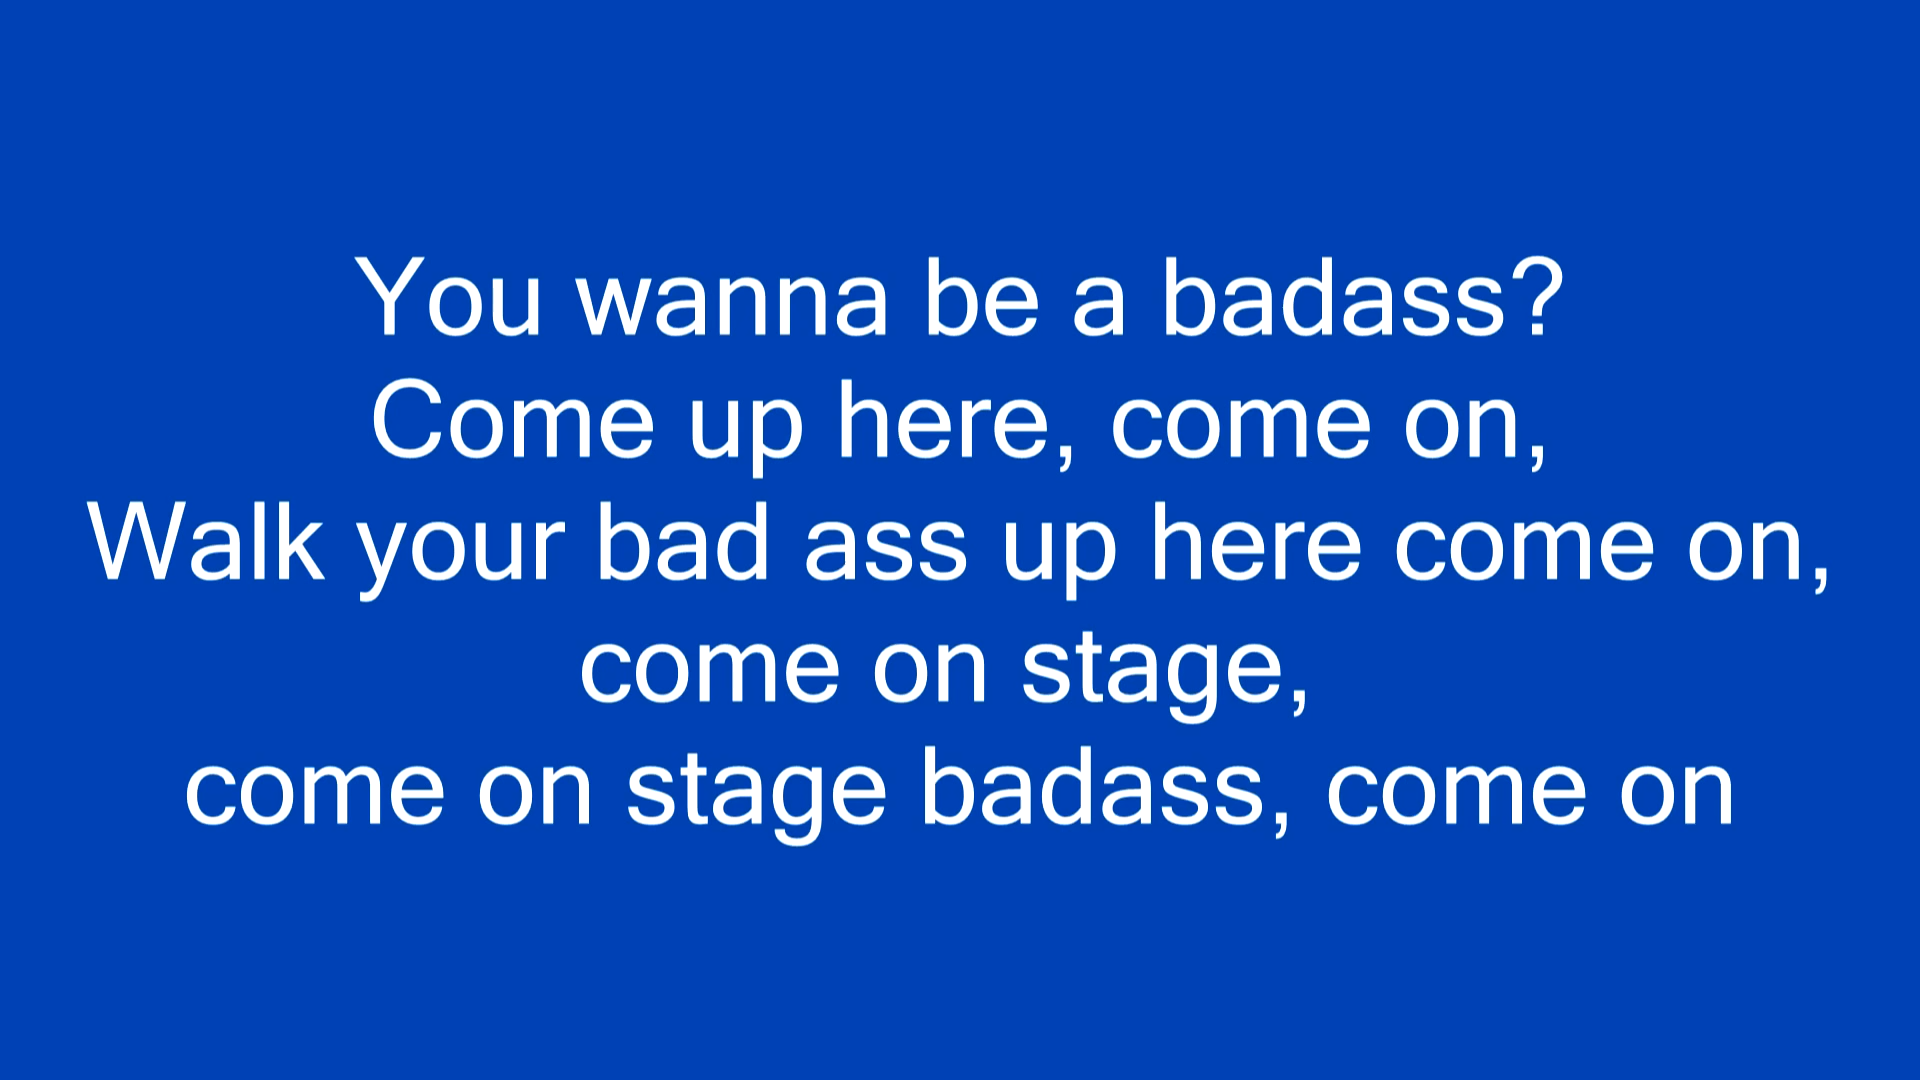 You wanna be a badass?
Come up here, come on,
Walk your bad ass up here come on,
come on stage,
come on stage badass, come on